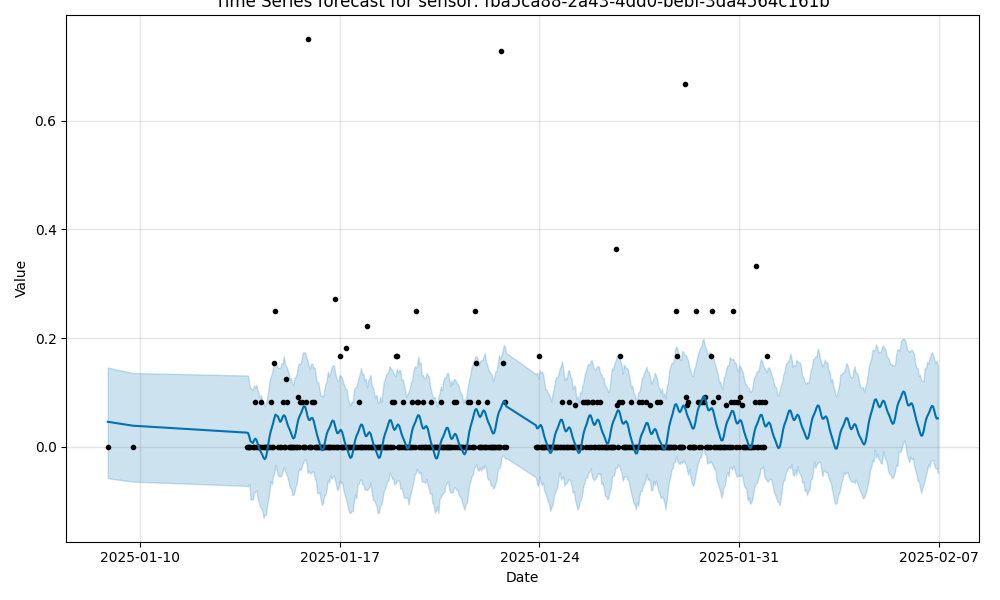 Time Series forecast for sensor: fba5ca88-2a43-4dd0-bebf-3da4564c161b
0.6
0.4
0.2
0.0
Value
2025-01-10 2025-01-17 2025-01-24 2025-01-31 2025-02-07
Date